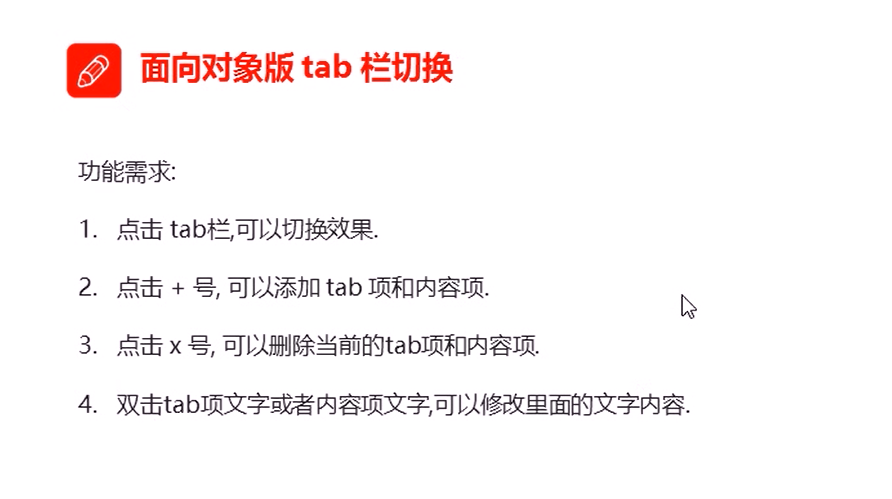 面向对象版 tab 栏切换
功能需求:
1. 点击 tab栏,可以切换效果.
2. 点击 + 号, 可以添加 tab 项和内容项.
3. 点击 x 号, 可以删除当前的tab项和内容项.
4. 双击tab项文字或者内容项文字,可以修改里面的文字内容.